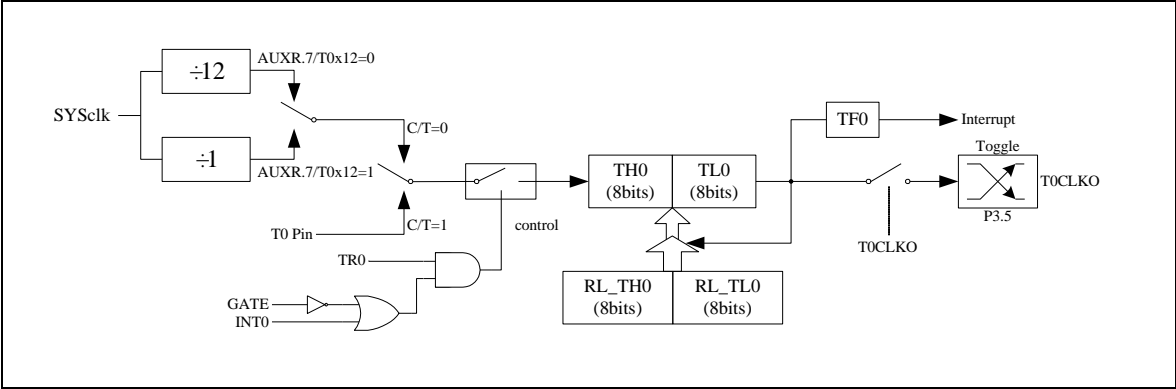 AUXR.7/T0x12=0
÷12
SYSclk
÷1
AUXR.7/T0x12=1
C/T=0
C/T=1
T0 Pin
control
TR0
GATE
INT0
TH0
(8bits)
TL0
(8bits)
RL_TH0
(8bits)
RL_TL0
(8bits)
TF0
Interrupt
Toggle
T0CLKO
P3.5
T0CLKO